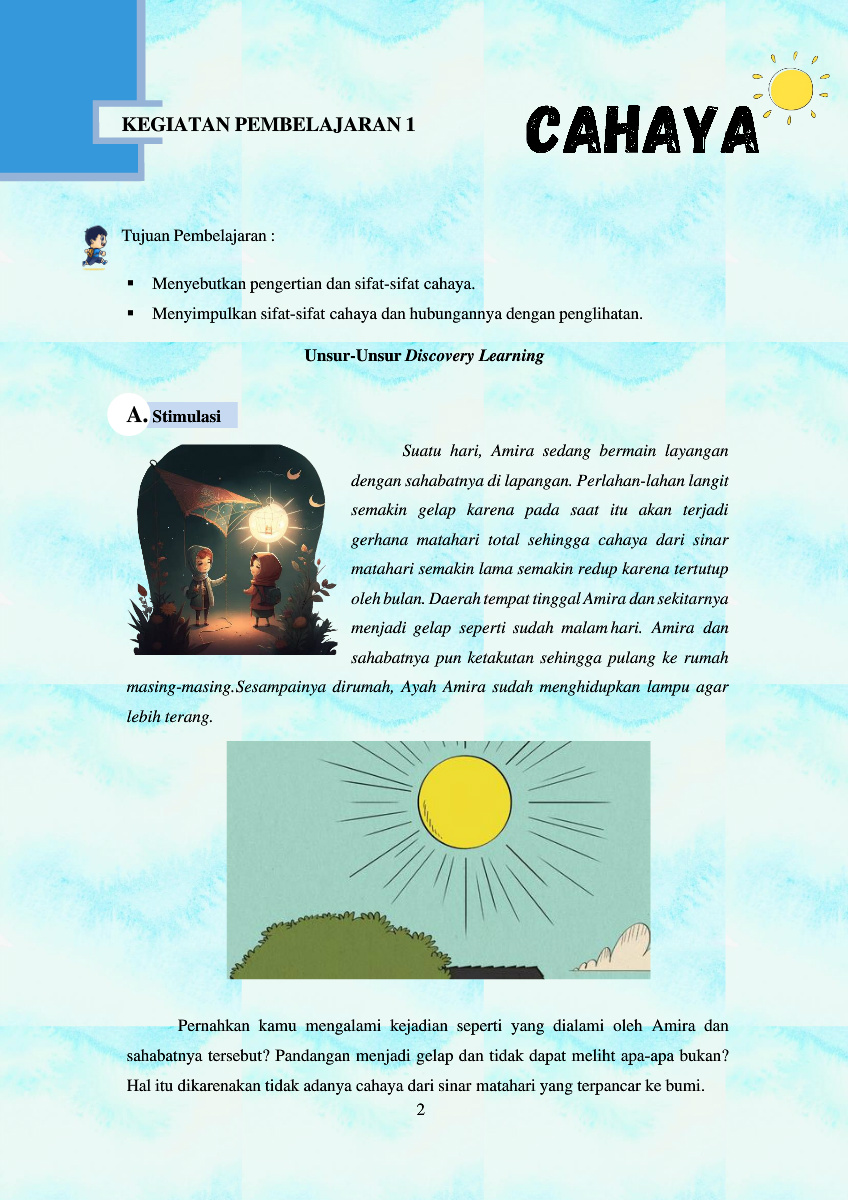 KEGIATAN PEMBELAJARAN 1
CAHAYA
Tujuan Pembelajaran :
▪ Menyebutkan pengertian dan sifat-sifat cahaya.
▪ Menyimpulkan sifat-sifat cahaya dan hubungannya dengan penglihatan.
Unsur-Unsur Discovery Learning
A. Stimulasi
Suatu hari, Amira sedang bermain layangan
dengan sahabatnya di lapangan. Perlahan-lahan langit
semakin gelap karena pada saat itu akan terjadi
gerhana matahari total sehingga cahaya dari sinar
matahari semakin lama semakin redup karena tertutup
oleh bulan. Daerah tempat tinggal Amira dan sekitarnya
menjadi gelap seperti sudah malam hari. Amira dan
sahabatnya pun ketakutan sehingga pulang ke rumah
masing-masing.Sesampainya dirumah, Ayah Amira sudah menghidupkan lampu agar
lebih terang.
Pernahkan kamu mengalami kejadian seperti yang dialami oleh Amira dan
sahabatnya tersebut? Pandangan menjadi gelap dan tidak dapat meliht apa-apa bukan?
Hal itu dikarenakan tidak adanya cahaya dari sinar matahari yang terpancar ke bumi.
2